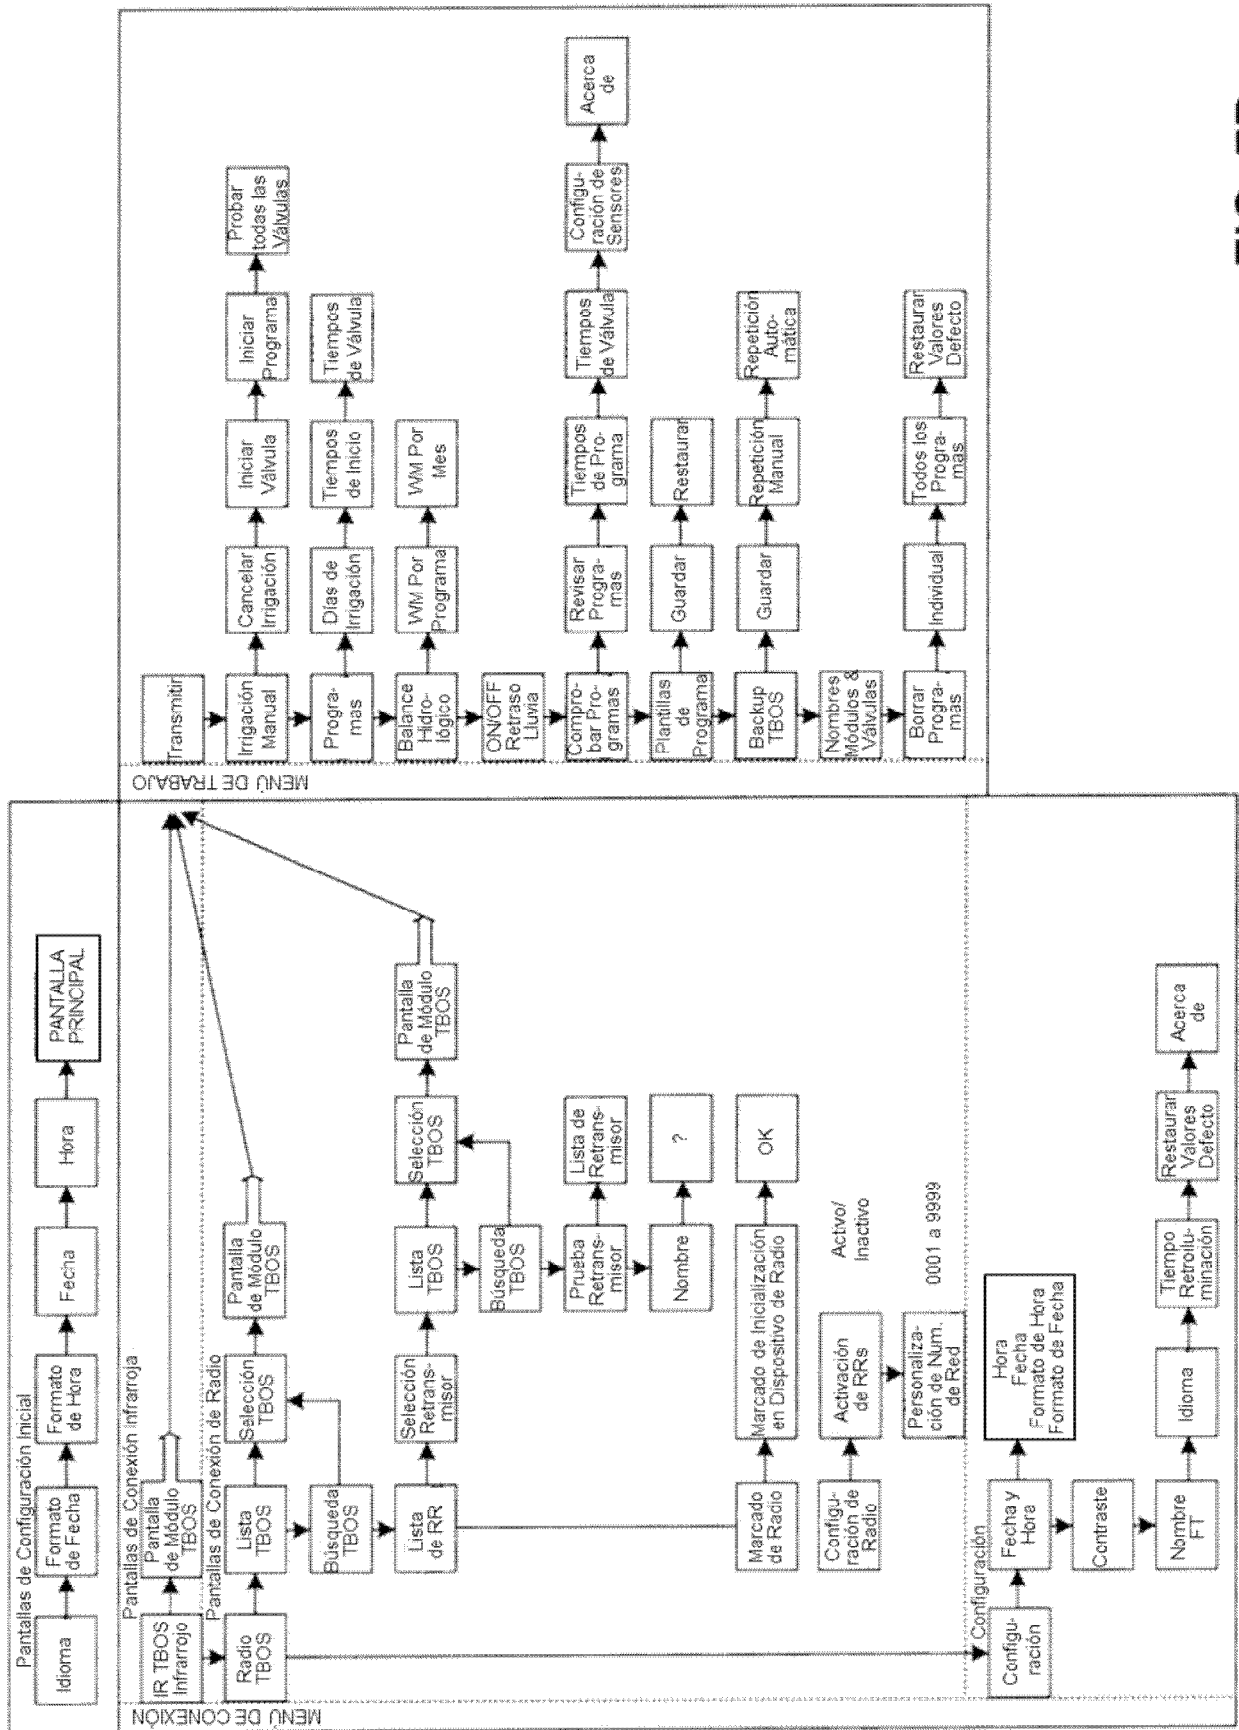 Pantallas de Configuración Inicial
Idioma
Formato
de Fecha
Formato
de Hora
Fecha
Hora
PANTALLA
PRINCIPAL
MENÚ DE CONEXIÓN
Pantallas de Conexión Infrarroja
IR TBOS
Infrarrojo
Pantalla
de Módulo
TBOS
Pantallas de Conexión de Radio
Radio
TBOS
Lista
TBOS
Selección
TBOS
Pantalla
de Módulo
TBOS
Búsqueda
TBOS
Lista
de RR
Selección
Retrans-
misor
Lista
TBOS
Selección
TBOS
Pantalla
de Módulo
TBOS
Búsqueda
TBOS
Prueba
Retrans-
misor
Lista de
Retrans-
misor
Nombre
?
Marcado
de Radio
Marcado de Inicialización
en Dispositivo de Radio
OK
Configu-
ración de
Radio
Activación
de RRs
Activo/
Inactivo
Personaliza-
ción de Num.
de Red
0001 a 9999
Configuración
Configu-
ración
Fecha y
Hora
Hora
Fecha
Formato de Hora
Formato de Fecha
Contraste
Nombre
FT
Idioma
Tiempo
Retroilu-
minación
Restaurar
Valores
Defecto
Acerca
de
MENÚ DE TRABAJO
Transmitir
Irrigación
Manual
Cancelar
Irrigación
Iniciar
Válvula
Iniciar
Programa
Probar
todas las
Válvulas
Progra-
mas
Días de
Irrigación
Tiempos
de Inicio
Tiempos
de Válvula
Balance
Hidro-
lógico
WM Por
Programa
WM Por
Mes
ON/OFF
Retraso
Lluvia
Compro-
bar Pro-
gramas
Revisar
Progra-
mas
Tiempos
de Pro-
grama
Tiempos
de Válvula
Configu-
ración de
Sensores
Acerca
de
Plantillas
de
Programa
Guardar
Restaurar
Backup
TBOS
Guardar
Repetición
Manual
Repetición
Auto-
mática
Nombres
Módulos &
Válvulas
Borrar
Progra-
mas
Individual
Todos los
Progra-
mas
Restaurar
Valores
Defecto